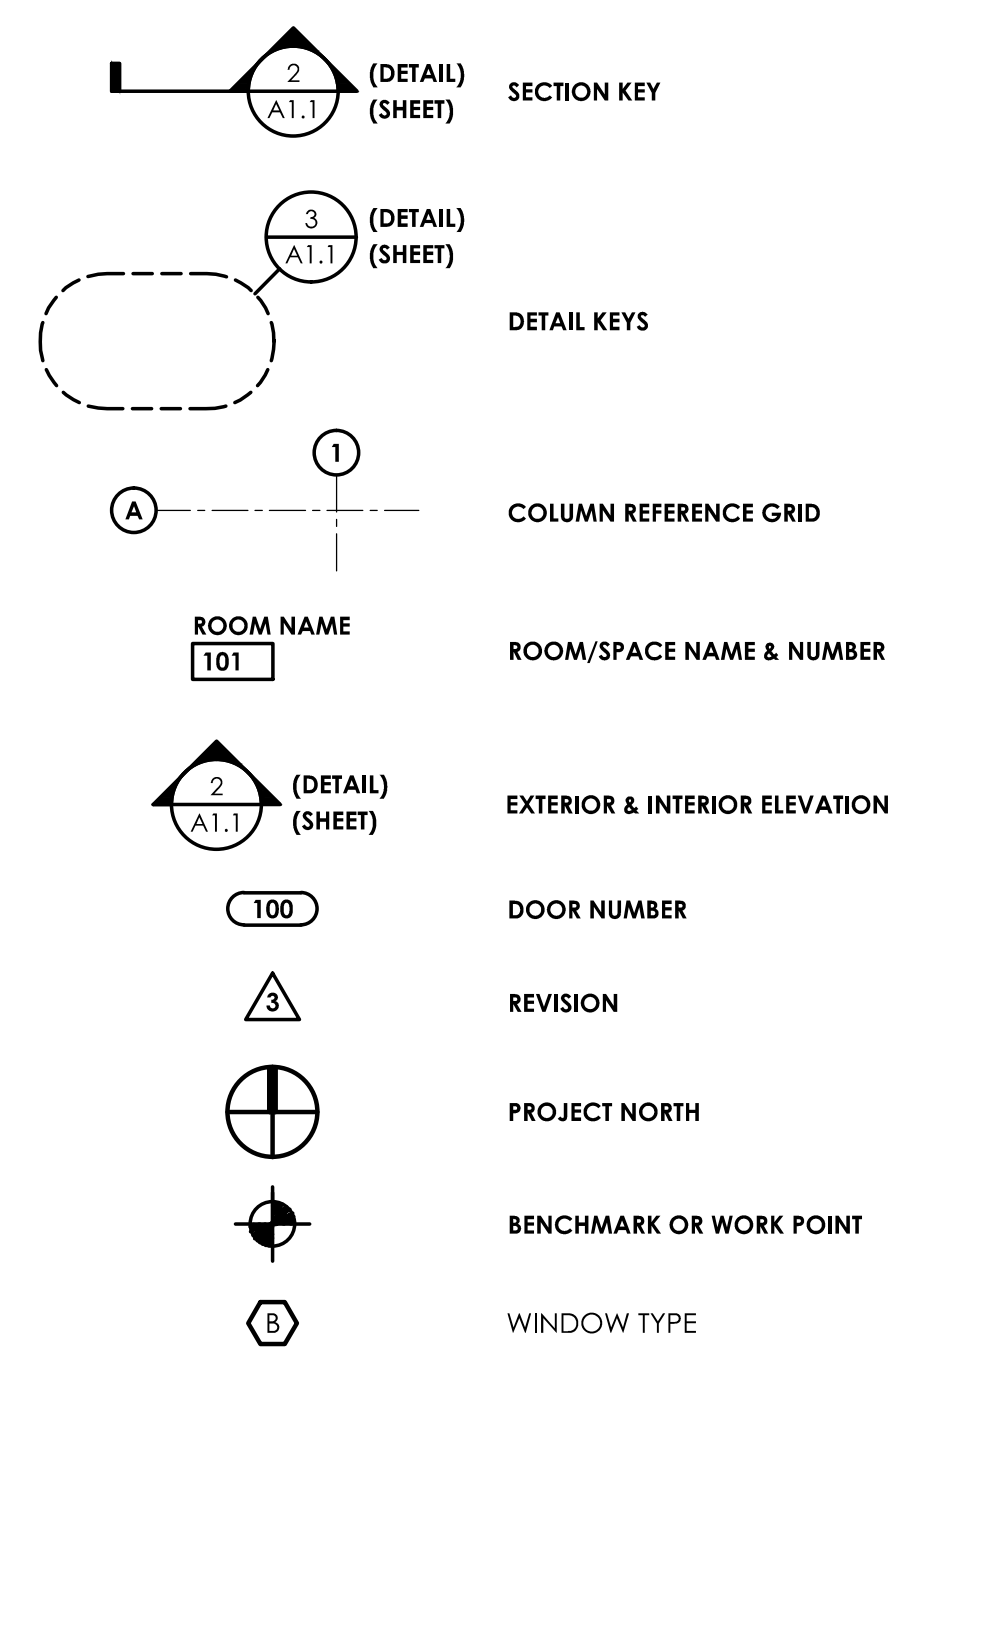 2 (DETAIL)
A1.1 (SHEET)
SECTION KEY
3 (DETAIL)
A1.1 (SHEET)
DETAIL KEYS
1
A
COLUMN REFERENCE GRID
ROOM NAME
101
ROOM/SPACE NAME & NUMBER
2 (DETAIL)
A1.1 (SHEET)
EXTERIOR & INTERIOR ELEVATION
100 DOOR NUMBER
3 REVISION
PROJECT NORTH
BENCHMARK OR WORK POINT
B WINDOW TYPE